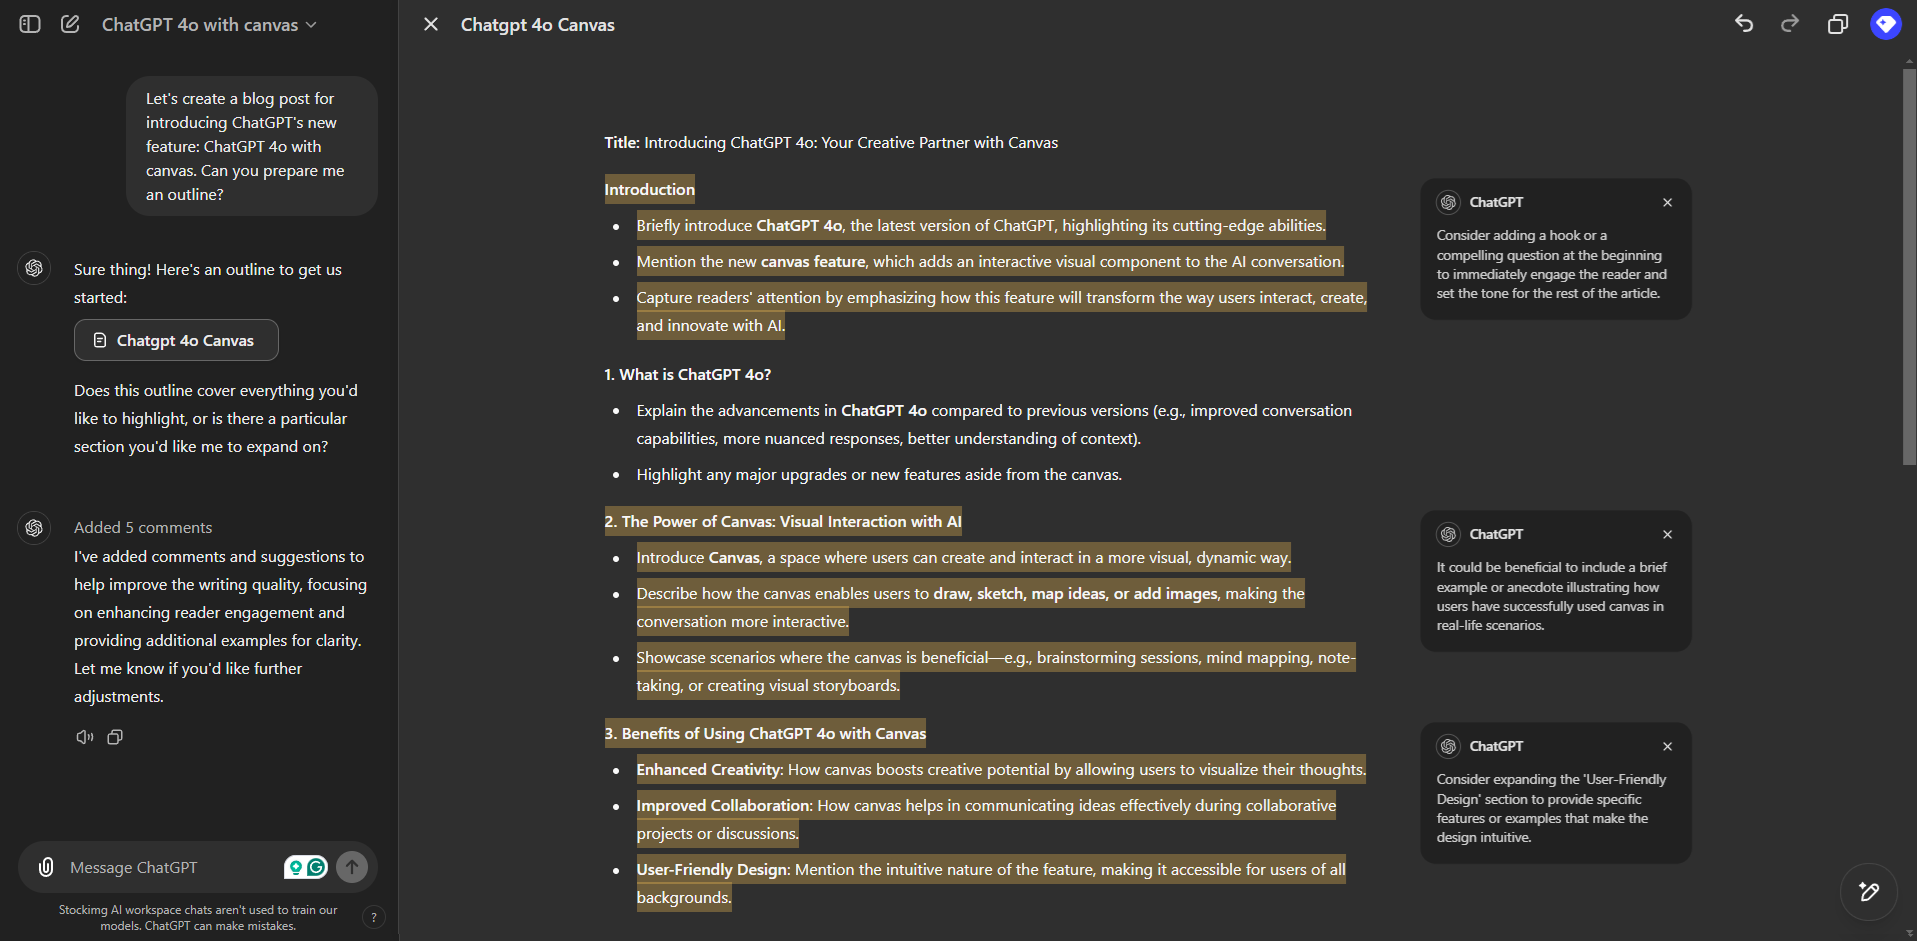 ChatGPT 4o with canvas
Let's create a blog post for
introducing ChatGPT's new
feature: ChatGPT 4o with
canvas. Can you prepare me
an outline?
Sure thing! Here's an outline to get us
started:
Chatgpt 4o Canvas
Does this outline cover everything you'd
like to highlight, or is there a particular
section you'd like me to expand on?
Added 5 comments
I've added comments and suggestions to
help improve the writing quality, focusing
on enhancing reader engagement and
providing additional examples for clarity.
Let me know if you'd like further
adjustments.
Message ChatGPT
Stockimg AI workspace chats aren't used to train our
models. ChatGPT can make mistakes.
?
Chatgpt 4o Canvas
Title: Introducing ChatGPT 4o: Your Creative Partner with Canvas
Introduction
• Briefly introduce ChatGPT 4o, the latest version of ChatGPT, highlighting its cutting-edge abilities.
• Mention the new canvas feature, which adds an interactive visual component to the AI conversation.
• Capture readers' attention by emphasizing how this feature will transform the way users interact, create,
and innovate with AI.
1. What is ChatGPT 4o?
• Explain the advancements in ChatGPT 4o compared to previous versions (e.g., improved conversation
capabilities, more nuanced responses, better understanding of context).
• Highlight any major upgrades or new features aside from the canvas.
2. The Power of Canvas: Visual Interaction with AI
• Introduce Canvas, a space where users can create and interact in a more visual, dynamic way.
• Describe how the canvas enables users to draw, sketch, map ideas, or add images, making the
conversation more interactive.
• Showcase scenarios where the canvas is beneficial—e.g., brainstorming sessions, mind mapping, note-
taking, or creating visual storyboards.
3. Benefits of Using ChatGPT 4o with Canvas
• Enhanced Creativity: How canvas boosts creative potential by allowing users to visualize their thoughts.
• Improved Collaboration: How canvas helps in communicating ideas effectively during collaborative
projects or discussions.
• User-Friendly Design: Mention the intuitive nature of the feature, making it accessible for users of all
backgrounds.
ChatGPT
Consider adding a hook or a
compelling question at the beginning
to immediately engage the reader and
set the tone for the rest of the article.
ChatGPT
It could be beneficial to include a brief
example or anecdote illustrating how
users have successfully used canvas in
real-life scenarios.
ChatGPT
Consider expanding the 'User-Friendly
Design' section to provide specific
features or examples that make the
design intuitive.